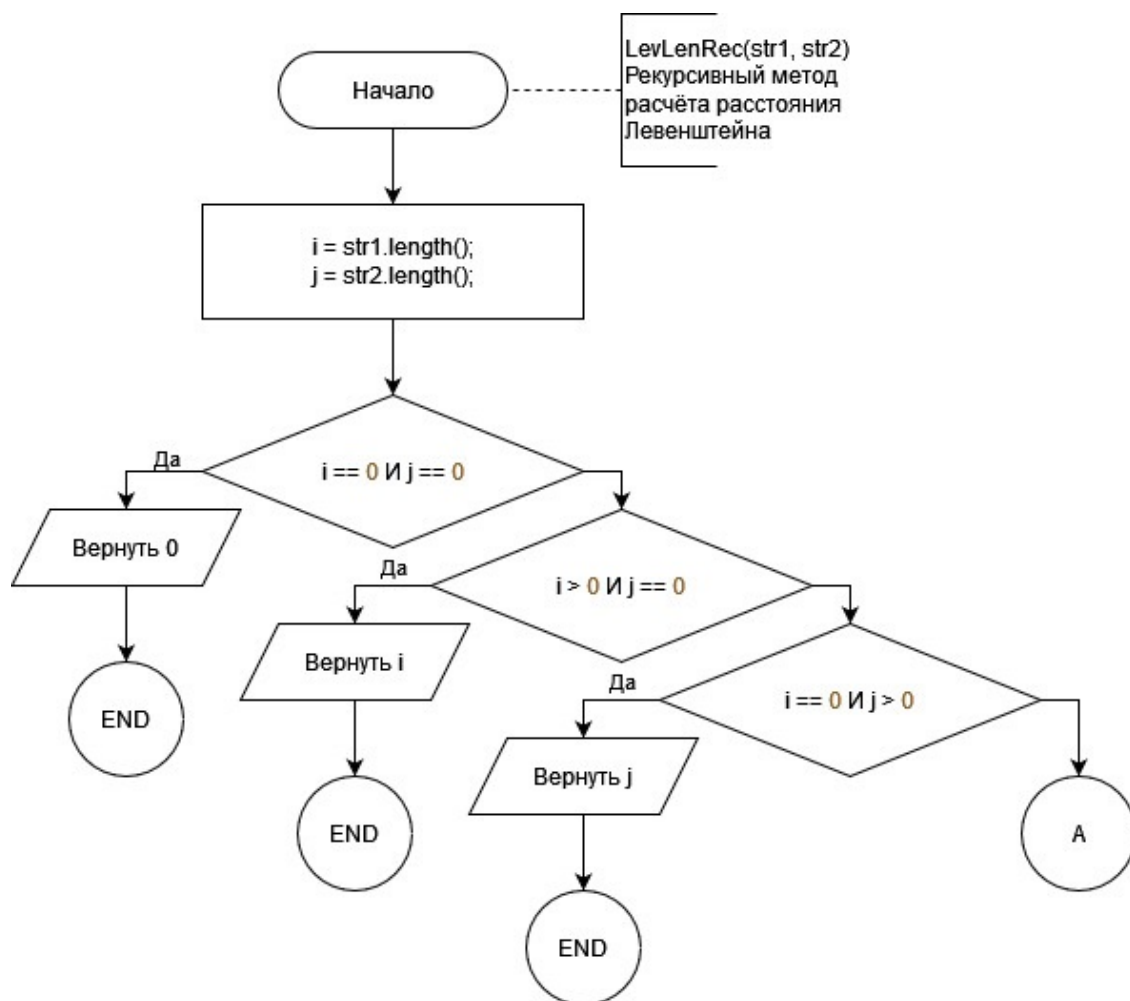 Начало
LevLenRec(str1, str2)
Рекурсивный метод
расчёта расстояния
Левенштейна
i = str1.length();
j = str2.length();
i == 0 И j == 0
Да
Вернуть 0
END
i > 0 И j == 0
Да
Вернуть i
END
i == 0 И j > 0
Да
Вернуть j
END
A